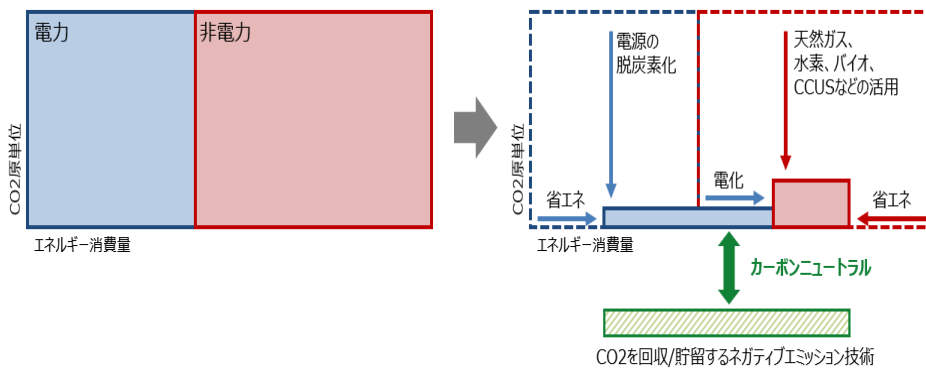 電力
非電力
CO2原単位
エネルギー消費量
電源の
脱炭素化
天然ガス、
水素、バイオ、
CCUSなどの活用
CO2原単位
省エネ
電化
省エネ
エネルギー消費量
カーボンニュートラル
CO2を回収/貯留するネガティブエミッション技術